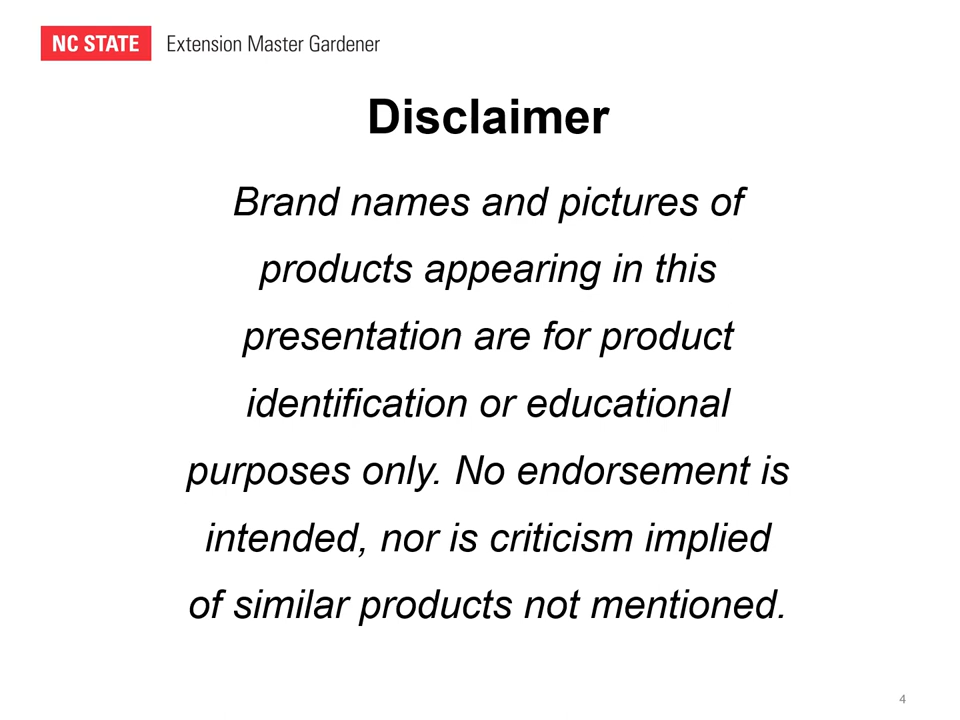 NC STATE Extension Master Gardener
Disclaimer
Brand names and pictures of
products appearing in this
presentation are for product
identification or educational
purposes only. No endorsement is
intended, nor is criticism implied
of similar products not mentioned.
4